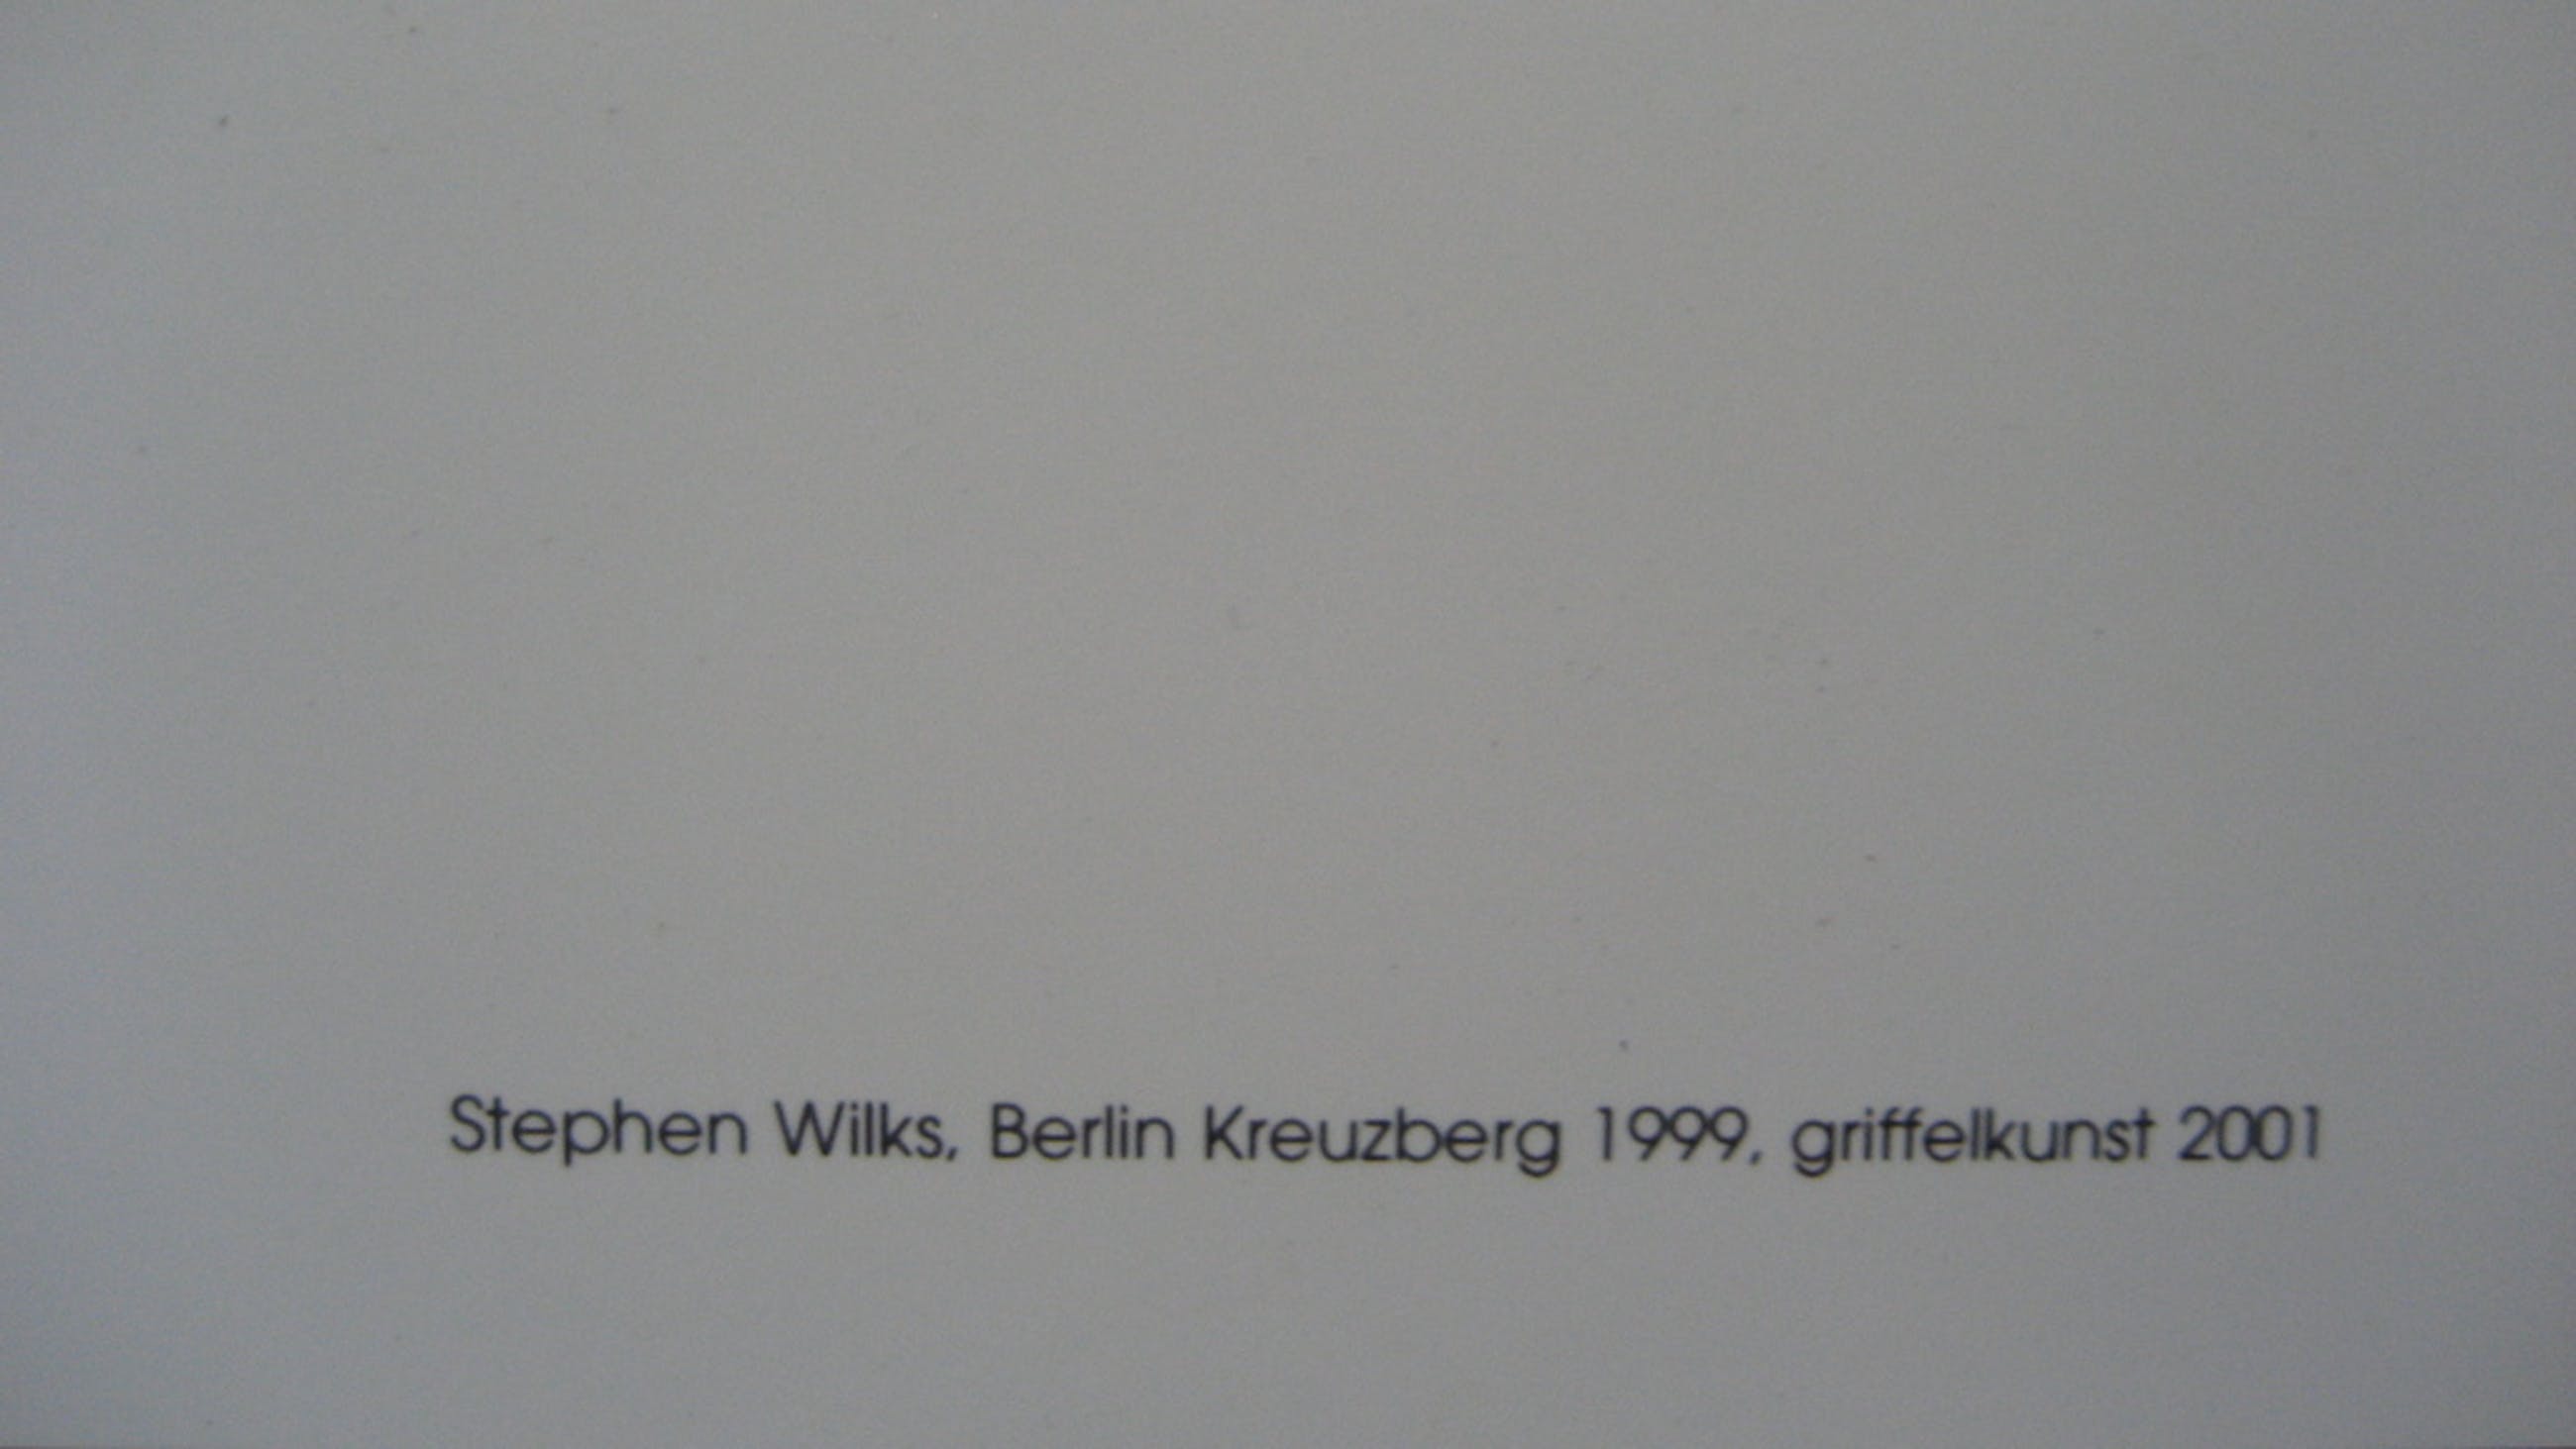 Stephen Wilks, Berlin Kreuzberg 1999, griffelkunst 2001